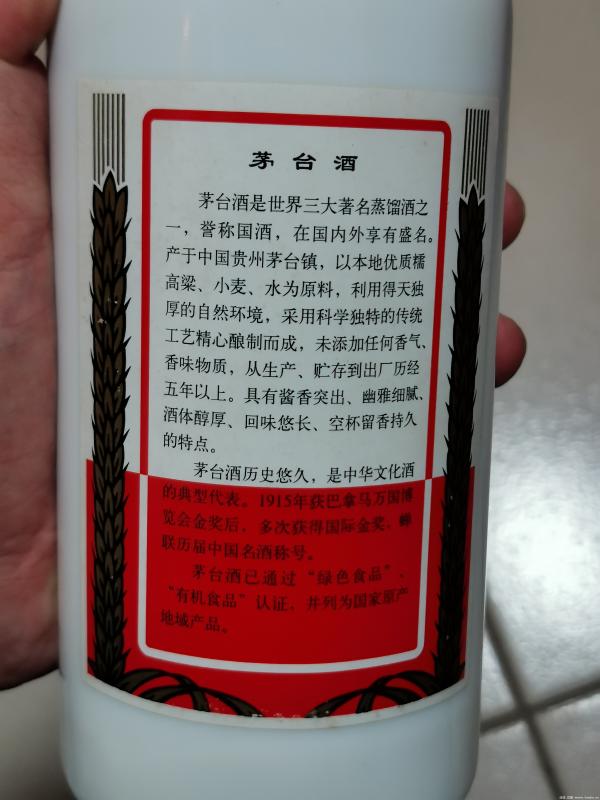 茅台酒
茅台酒是世界三大著名蒸馏酒之
一，誉称国酒，在国内外享有盛名。
产于中国贵州茅台镇，以本地优质糯
高粱、小麦、水为原料，利用得天独
厚的自然环境，采用科学独特的传统
工艺精心酿制而成，未添加任何香气、
香味物质，从生产、贮存到出厂历经
五年以上。具有酱香突出、幽雅细腻、
酒体醇厚、回味悠长、空杯留香持久
的特点。
茅台酒历史悠久，是中华文化酒
的典型代表。1915年获巴拿马万国博
览会金奖后，多次获得国际金奖，蝉
联历届中国名酒称号。
茅台酒已通过“绿色食品”、
“有机食品”认证，并列为国家原产
地域产品。